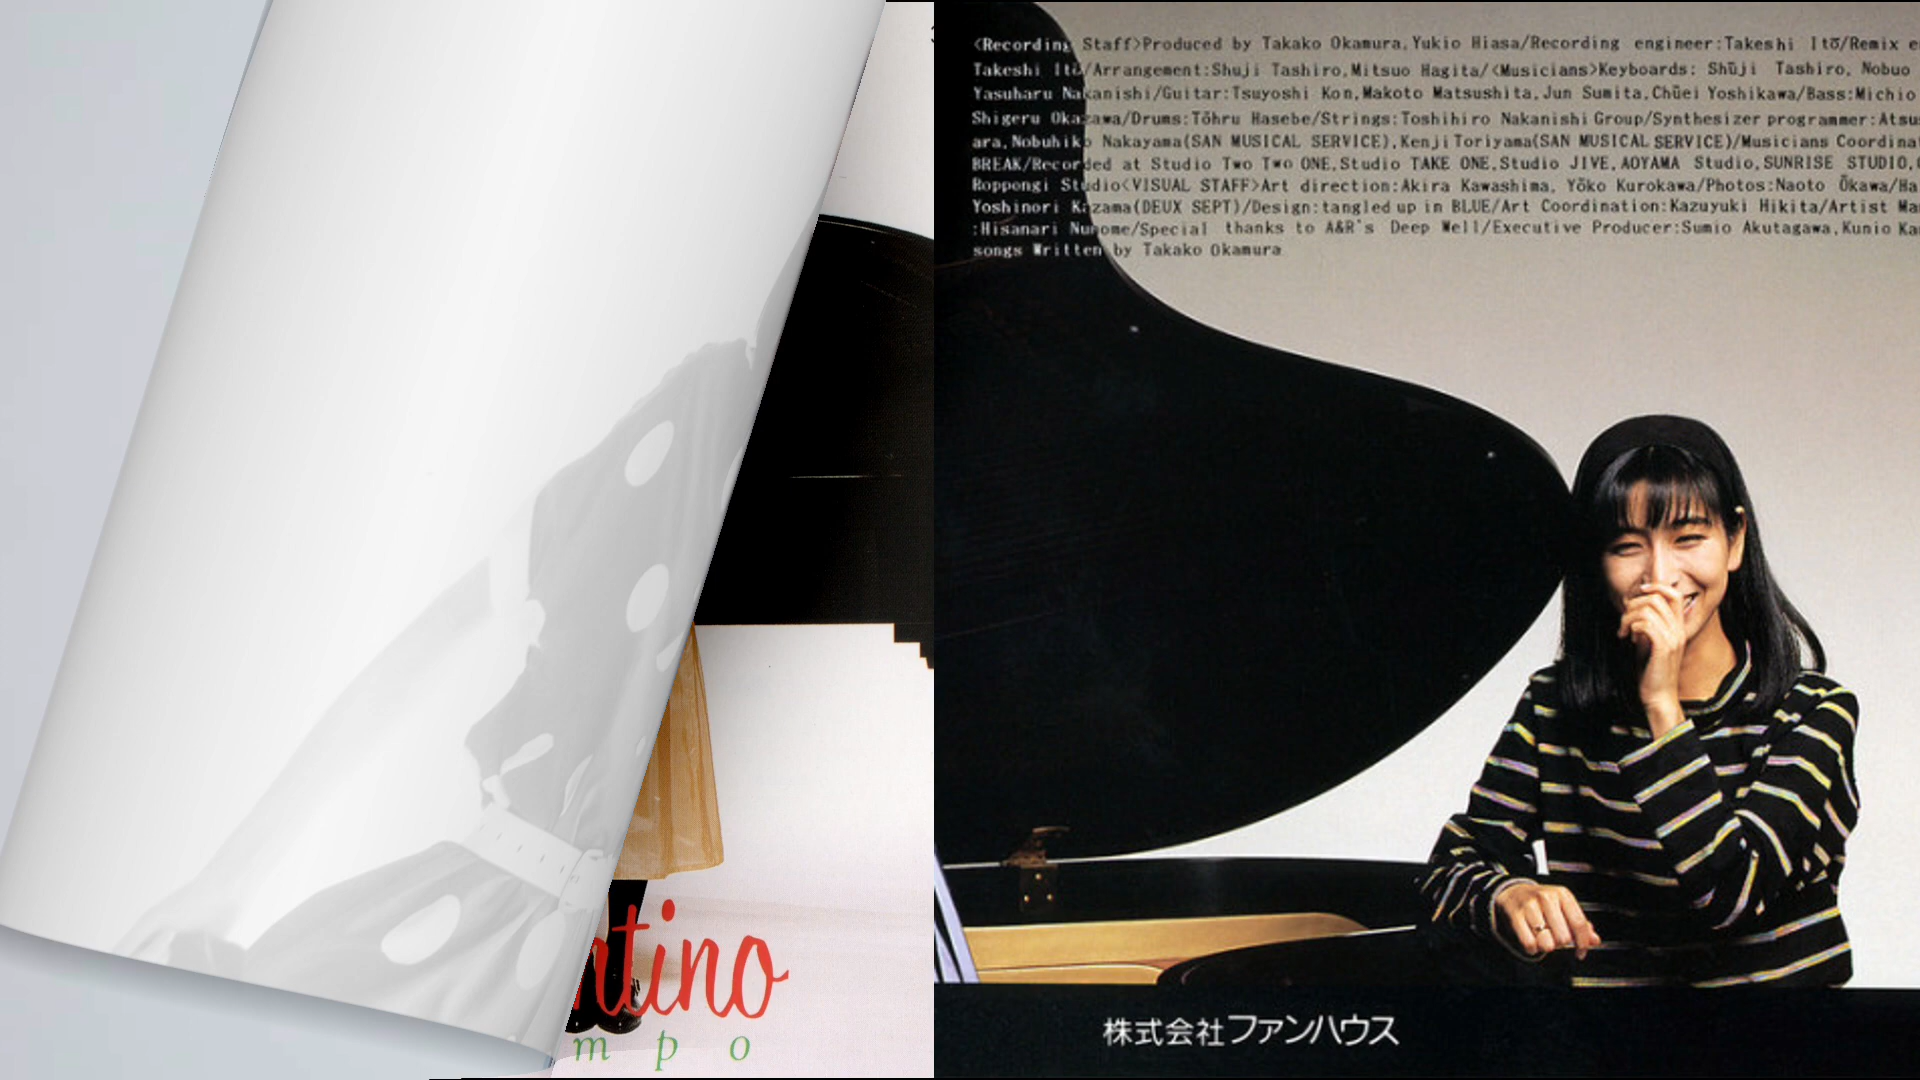 <Recording Staff>Produced by Takako Okamura,Yukio Hiasa/Recording engineer:Takeshi Itō/Remix e
Takeshi Itō/Arrangement:Shuji Tashiro,Mitsuo Hagita/<Musicians>Keyboards: Shūji Tashiro, Nobuo
Yasuharu Nakanishi/Guitar:Tsuyoshi Kon,Makoto Matsushita,Jun Sumita,Chūei Yoshikawa/Bass:Michio
Shigeru Okazawa/Drums:Tōhru Hasebe/Strings:Toshihiro Nakanishi Group/Synthesizer programmer:Atsu
ara,Nobuhiko Nakayama(SAN MUSICAL SERVICE),Kenji Toriyama(SAN MUSICAL SERVICE)/Musicians Coordina
BREAK/Recorded at Studio Two Two ONE,Studio TAKE ONE,Studio JIVE,AOYAMA Studio,SUNRISE STUDIO,
Roppongi Studio<VISUAL STAFF>Art direction:Akira Kawashima, Yōko Kurokawa/Photos:Naoto Ōkawa/Ha
Yoshinori Kazama(DEUX SEPT)/Design:tangled up in BLUE/Art Coordination:Kazuyuki Hikita/Artist Ma
:Hisanari Nunome/Special thanks to A&R's Deep Well/Executive Producer:Sumio Akutagawa,Kunio Ka
songs Written by Takako Okamura
ntino
mpo
株式会社ファンハウス